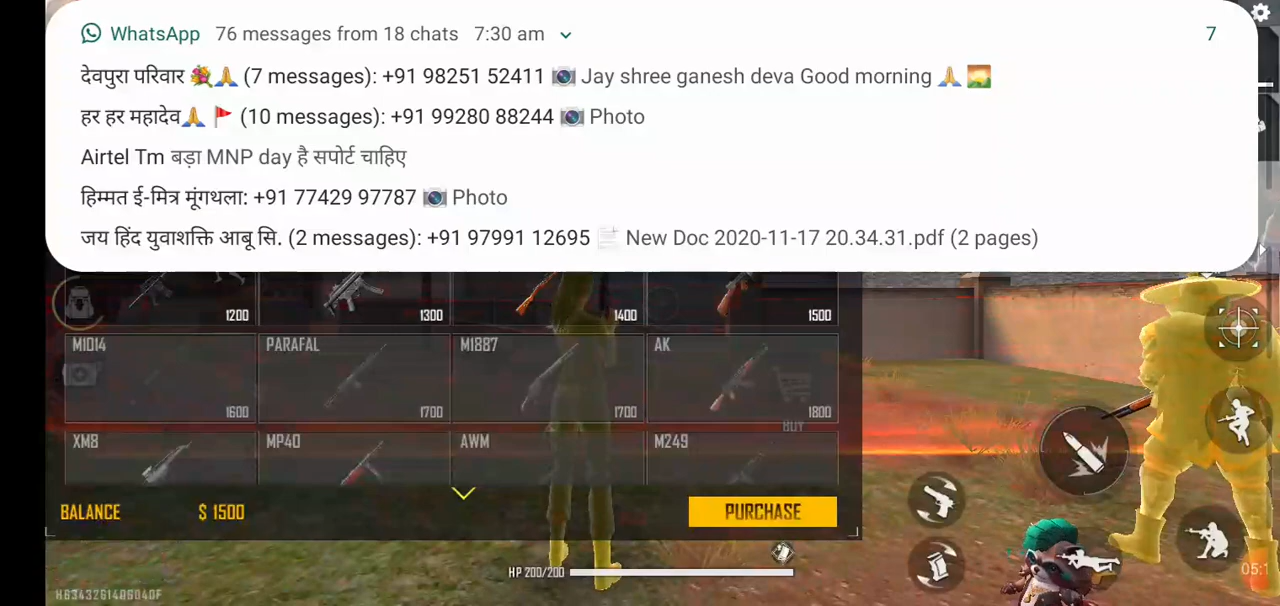 WhatsApp 76 messages from 18 chats 7:30 am 7
देवपुरा परिवार 💐🙏 (7 messages): +91 98251 52411 📷 Jay shree ganesh deva Good morning 🙏 🌄
हर हर महादेव🙏 🚩 (10 messages): +91 99280 88244 📷 Photo
Airtel Tm बड़ा MNP day है सपोर्ट चाहिए
हिम्मत ई-मित्र मूंगथला: +91 77429 97787 📷 Photo
जय हिंद युवाशक्ति आबू सि. (2 messages): +91 97991 12695 📄 New Doc 2020-11-17 20.34.31.pdf (2 pages)
1200 1300 1400 1500
M1014 PARAFAL M1887 AK
1600 1700 1700 1800
BUY
XM8 MP40 AWM M249
BALANCE $ 1500 PURCHASE
HP 200/200
05:1